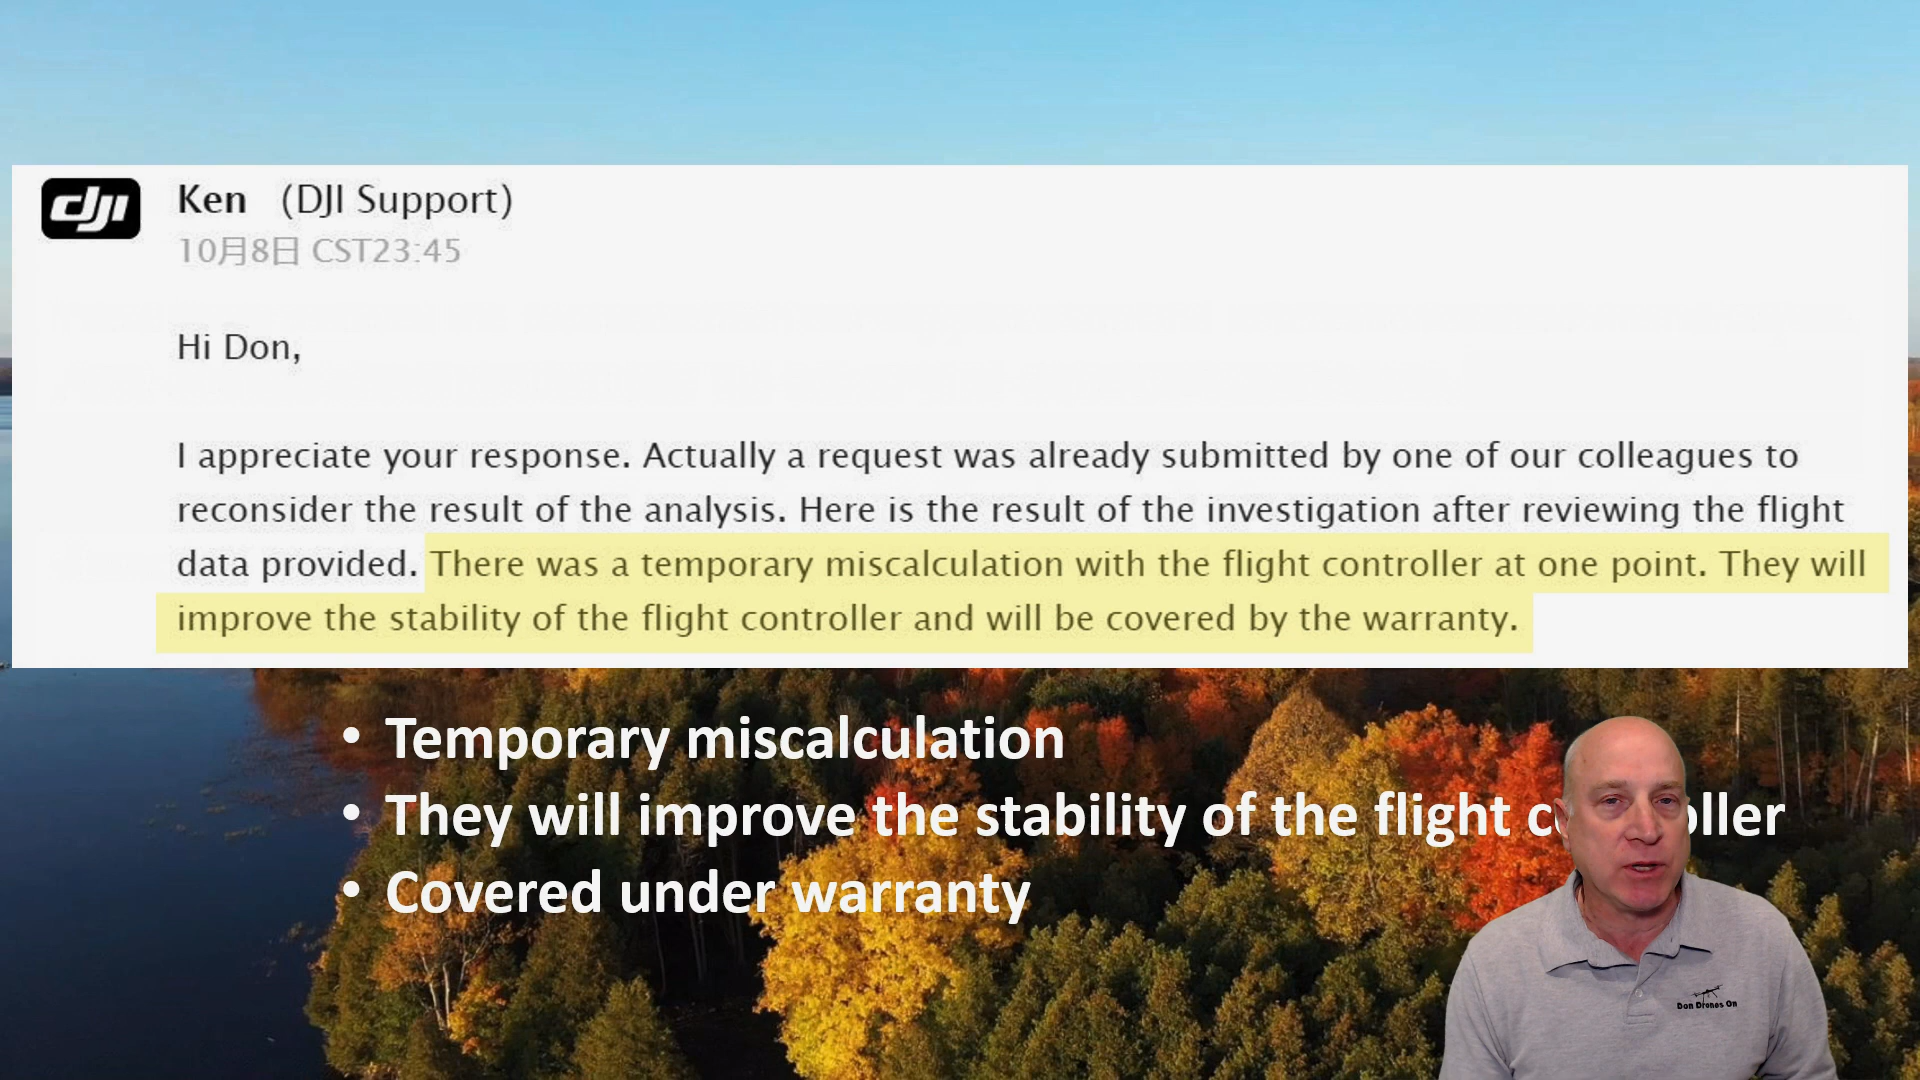 dji
Ken (DJI Support)
10月8日 CST23:45
Hi Don,
I appreciate your response. Actually a request was already submitted by one of our colleagues to
reconsider the result of the analysis. Here is the result of the investigation after reviewing the flight
data provided. There was a temporary miscalculation with the flight controller at one point. They will
improve the stability of the flight controller and will be covered by the warranty.
• Temporary miscalculation
• They will improve the stability of the flight c oller
• Covered under warranty
Don Drones On